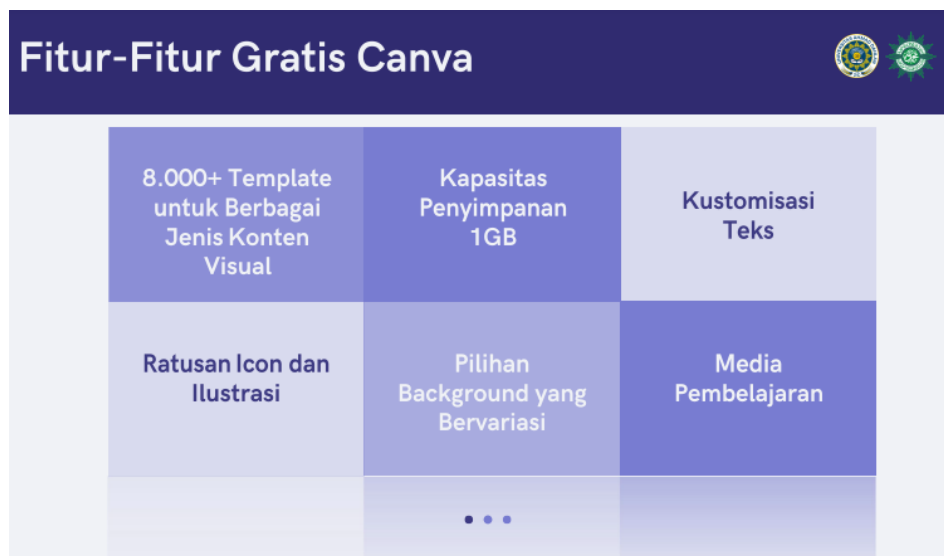 Fitur-Fitur Gratis Canva
8.000+ Template
untuk Berbagai
Jenis Konten
Visual
Kapasitas
Penyimpanan
1GB
Kustomisasi
Teks
Ratusan Icon dan
Ilustrasi
Pilihan
Background yang
Bervariasi
Media
Pembelajaran